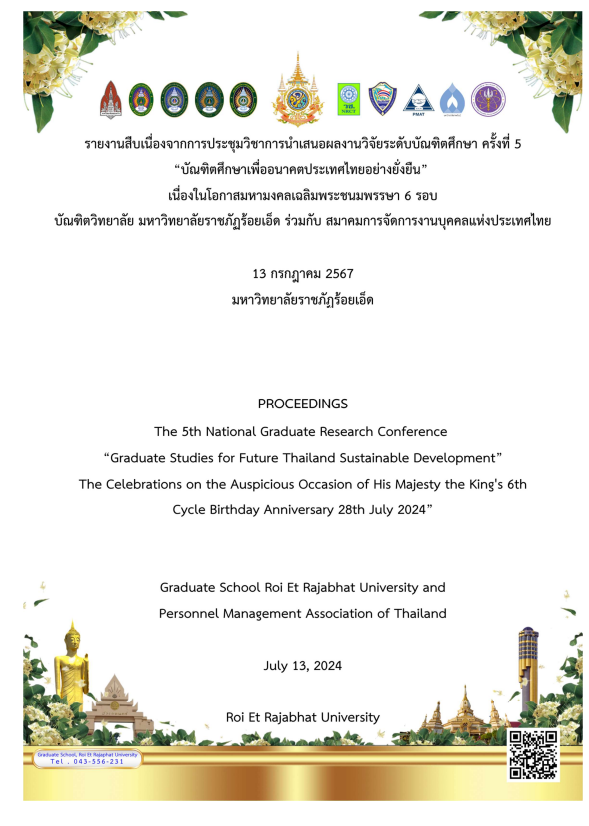 วช.
NRCT
PMAT
รายงานสืบเนื่องจากการประชุมวิชาการนำเสนอผลงานวิจัยระดับบัณฑิตศึกษา ครั้งที่ 5
“บัณฑิตศึกษาเพื่ออนาคตประเทศไทยอย่างยั่งยืน”
เนื่องในโอกาสมหามงคลเฉลิมพระชนมพรรษา 6 รอบ
บัณฑิตวิทยาลัย มหาวิทยาลัยราชภัฏร้อยเอ็ด ร่วมกับ สมาคมการจัดการงานบุคคลแห่งประเทศไทย
13 กรกฎาคม 2567
มหาวิทยาลัยราชภัฏร้อยเอ็ด
PROCEEDINGS
The 5th National Graduate Research Conference
“Graduate Studies for Future Thailand Sustainable Development”
The Celebrations on the Auspicious Occasion of His Majesty the King's 6th
Cycle Birthday Anniversary 28th July 2024”
Graduate School Roi Et Rajabhat University and
Personnel Management Association of Thailand
July 13, 2024
Roi Et Rajabhat University
Graduate School, Roi Et Rajaphat University
Tel . 043-556-231